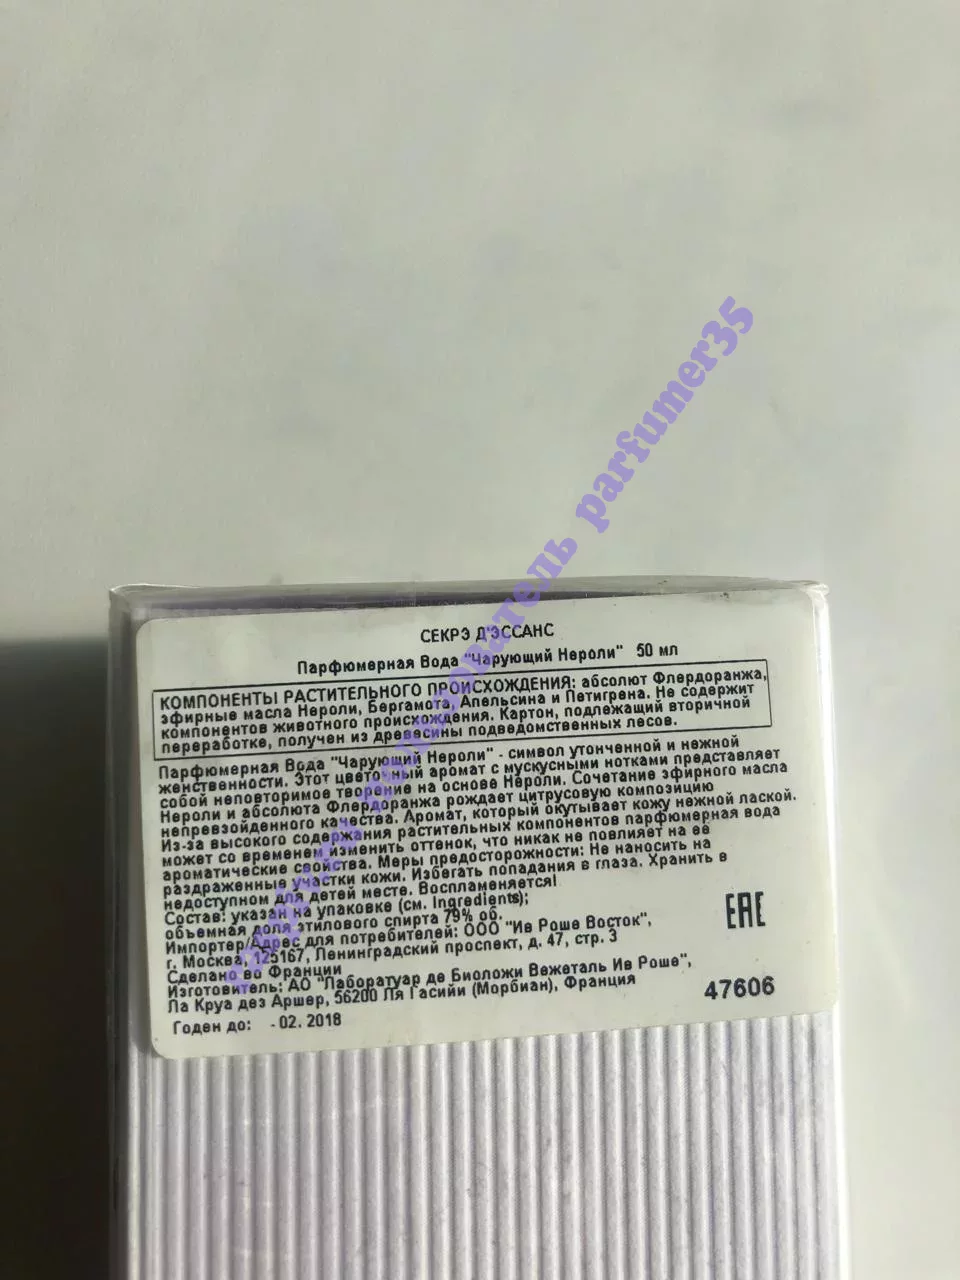 СЕКРЭ Д'ЭССАНС
Парфюмерная Вода "Чарующий Нероли" 50 мл
КОМПОНЕНТЫ РАСТИТЕЛЬНОГО ПРОИСХОЖДЕНИЯ: абсолют Флердоранжа,
эфирные масла Нероли, Бергамота, Апельсина и Петигрена. Не содержит
компонентов животного происхождения. Картон, подлежащий вторичной
переработке, получен из древесины подведомственных лесов.
Парфюмерная Вода "Чарующий Нероли" - символ утонченной и нежной
женственности. Этот цветочный аромат с мускусными нотками представляет
собой неповторимое творение на основе Нероли. Сочетание эфирного масла
Нероли и абсолюта Флердоранжа рождает цитрусовую композицию
непревзойденного качества. Аромат, который окутывает кожу нежной лаской.
Из-за высокого содержания растительных компонентов парфюмерная вода
может со временем изменить оттенок, что никак не повлияет на её
ароматические свойства. Меры предосторожности: Не наносить на
раздраженные участки кожи. Избегать попадания в глаза. Хранить в
недоступном для детей месте. Воспламеняется!
Состав: указан на упаковке (см. Ingredients);
объемная доля этилового спирта 79% об.
Импортер/Адрес для потребителей: ООО "Ив Роше Восток",
г. Москва, 125167, Ленинградский проспект, д. 47, стр. 3
Сделано во Франции
Изготовитель: АО "Лаборатуар де Биоложи Вежеталь Ив Роше",
Ла Круа дез Аршер, 56200 Ля Гасийи (Морбиан), Франция
Годен до: - 02. 2018
EAC
47606
parfumer35